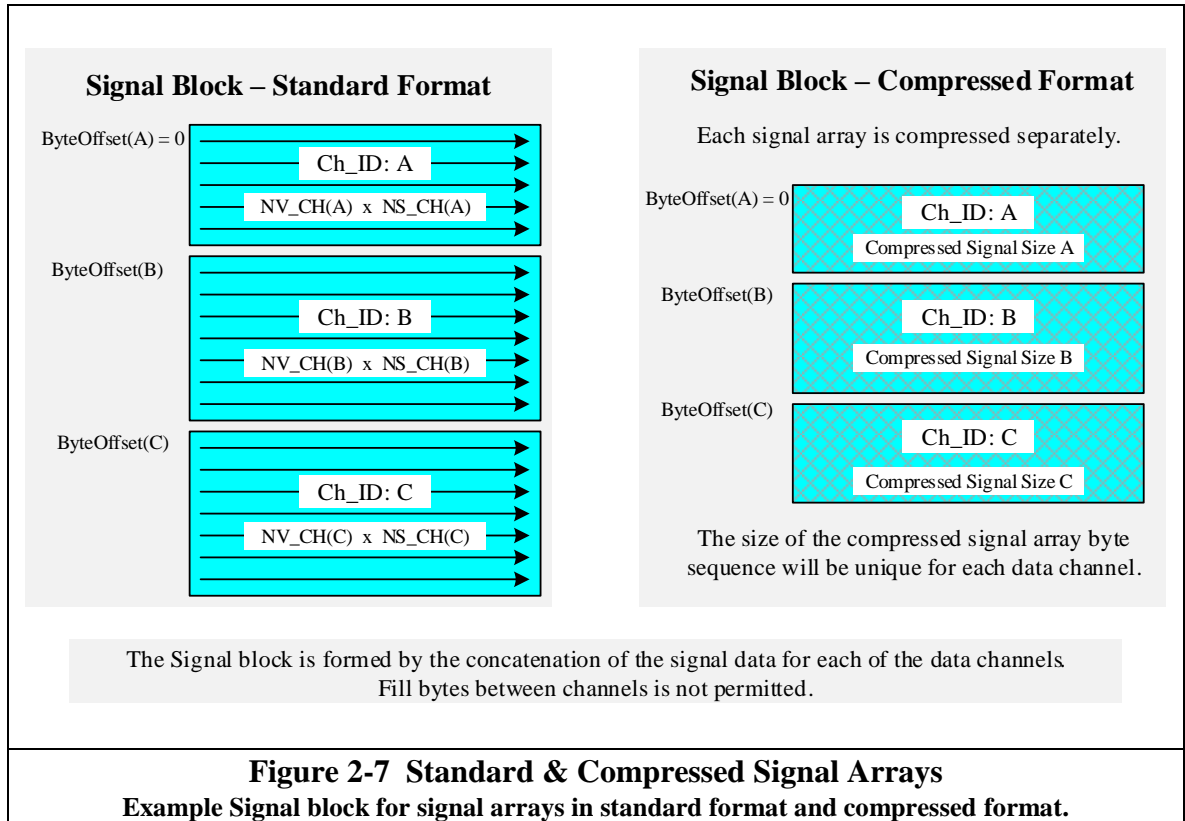 Signal Block – Standard Format
ByteOffset(A) = 0
Ch_ID: A
NV_CH(A) x NS_CH(A)
ByteOffset(B)
Ch_ID: B
NV_CH(B) x NS_CH(B)
ByteOffset(C)
Ch_ID: C
NV_CH(C) x NS_CH(C)
Signal Block – Compressed Format
Each signal array is compressed separately.
ByteOffset(A) = 0
Ch_ID: A
Compressed Signal Size A
ByteOffset(B)
Ch_ID: B
Compressed Signal Size B
ByteOffset(C)
Ch_ID: C
Compressed Signal Size C
The size of the compressed signal array byte
sequence will be unique for each data channel.
The Signal block is formed by the concatenation of the signal data for each of the data channels.
Fill bytes between channels is not permitted.
Figure 2-7 Standard & Compressed Signal Arrays
Example Signal block for signal arrays in standard format and compressed format.